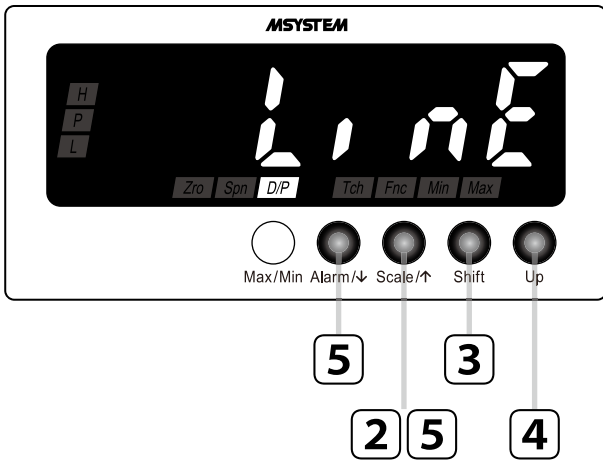 MSYSTEM
H
P
L
LinE
Zro Spn D/P Tch Fnc Min Max
Max/Min Alarm/↓ Scale/↑ Shift Up
5 3
2 5 4